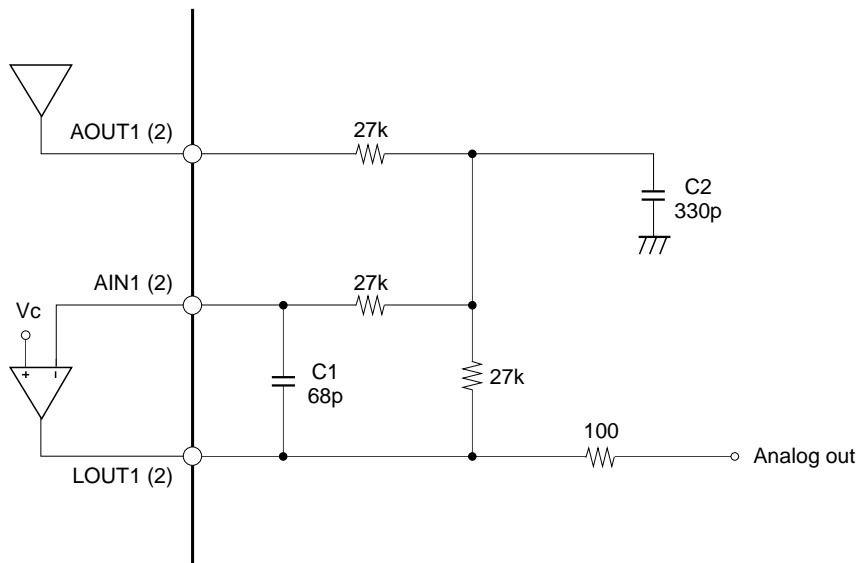 AOUT1 (2)
27k
C2
330p
AIN1 (2)
27k
Vc
+
–
C1
68p
27k
100
LOUT1 (2)
Analog out